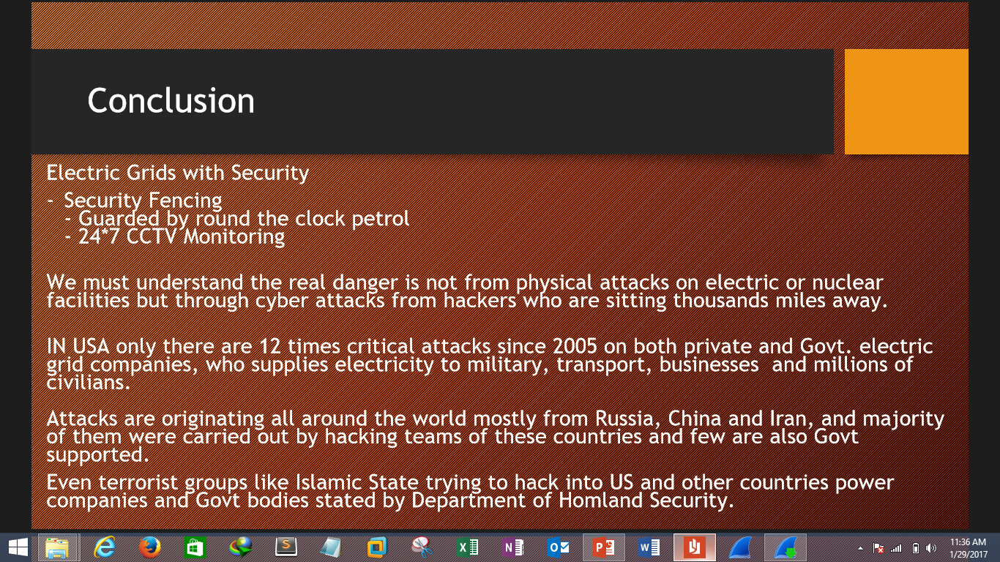 Conclusion
Electric Grids with Security
- Security Fencing
- Guarded by round the clock petrol
- 24*7 CCTV Monitoring
We must understand the real danger is not from physical attacks on electric or nuclear
facilities but through cyber attacks from hackers who are sitting thousands miles away.
IN USA only there are 12 times critical attacks since 2005 on both private and Govt. electric
grid companies, who supplies electricity to military, transport, businesses  and millions of
civilians.
Attacks are originating all around the world mostly from Russia, China and Iran, and majority
of them were carried out by hacking teams of these countries and few are also Govt
supported.
Even terrorist groups like Islamic State trying to hack into US and other countries power
companies and Govt bodies stated by Department of Homland Security.
11:36 AM
1/29/2017